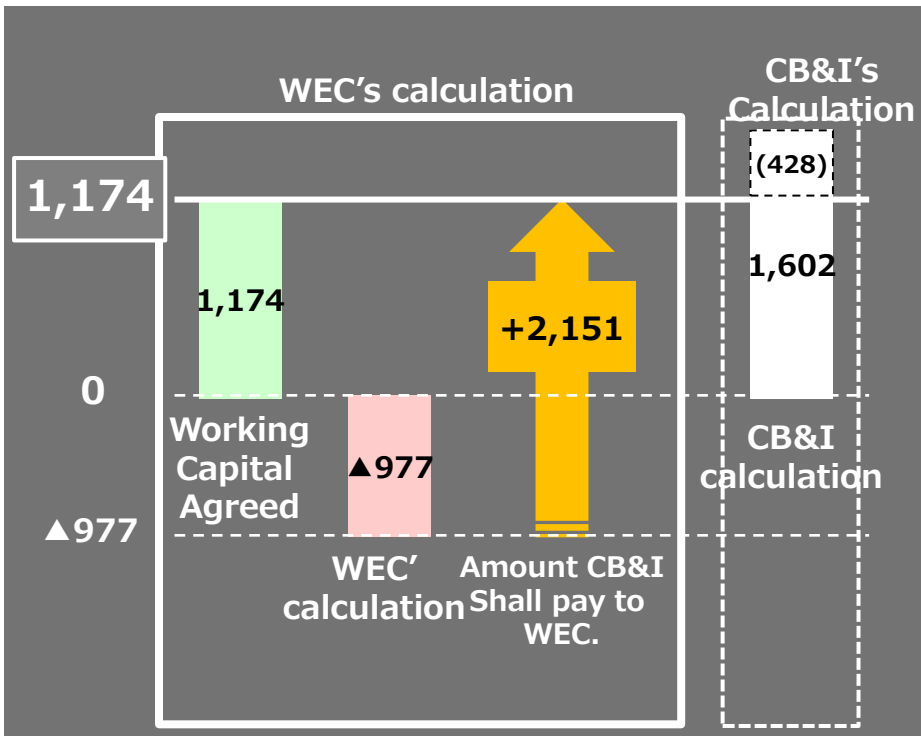 WEC’s calculation
CB&I’s
Calculation
(428)
1,174
1,602
1,174
+2,151
0
Working
Capital
Agreed
▲977
CB&I
calculation
▲977
WEC’
calculation
Amount CB&I
Shall pay to
WEC.